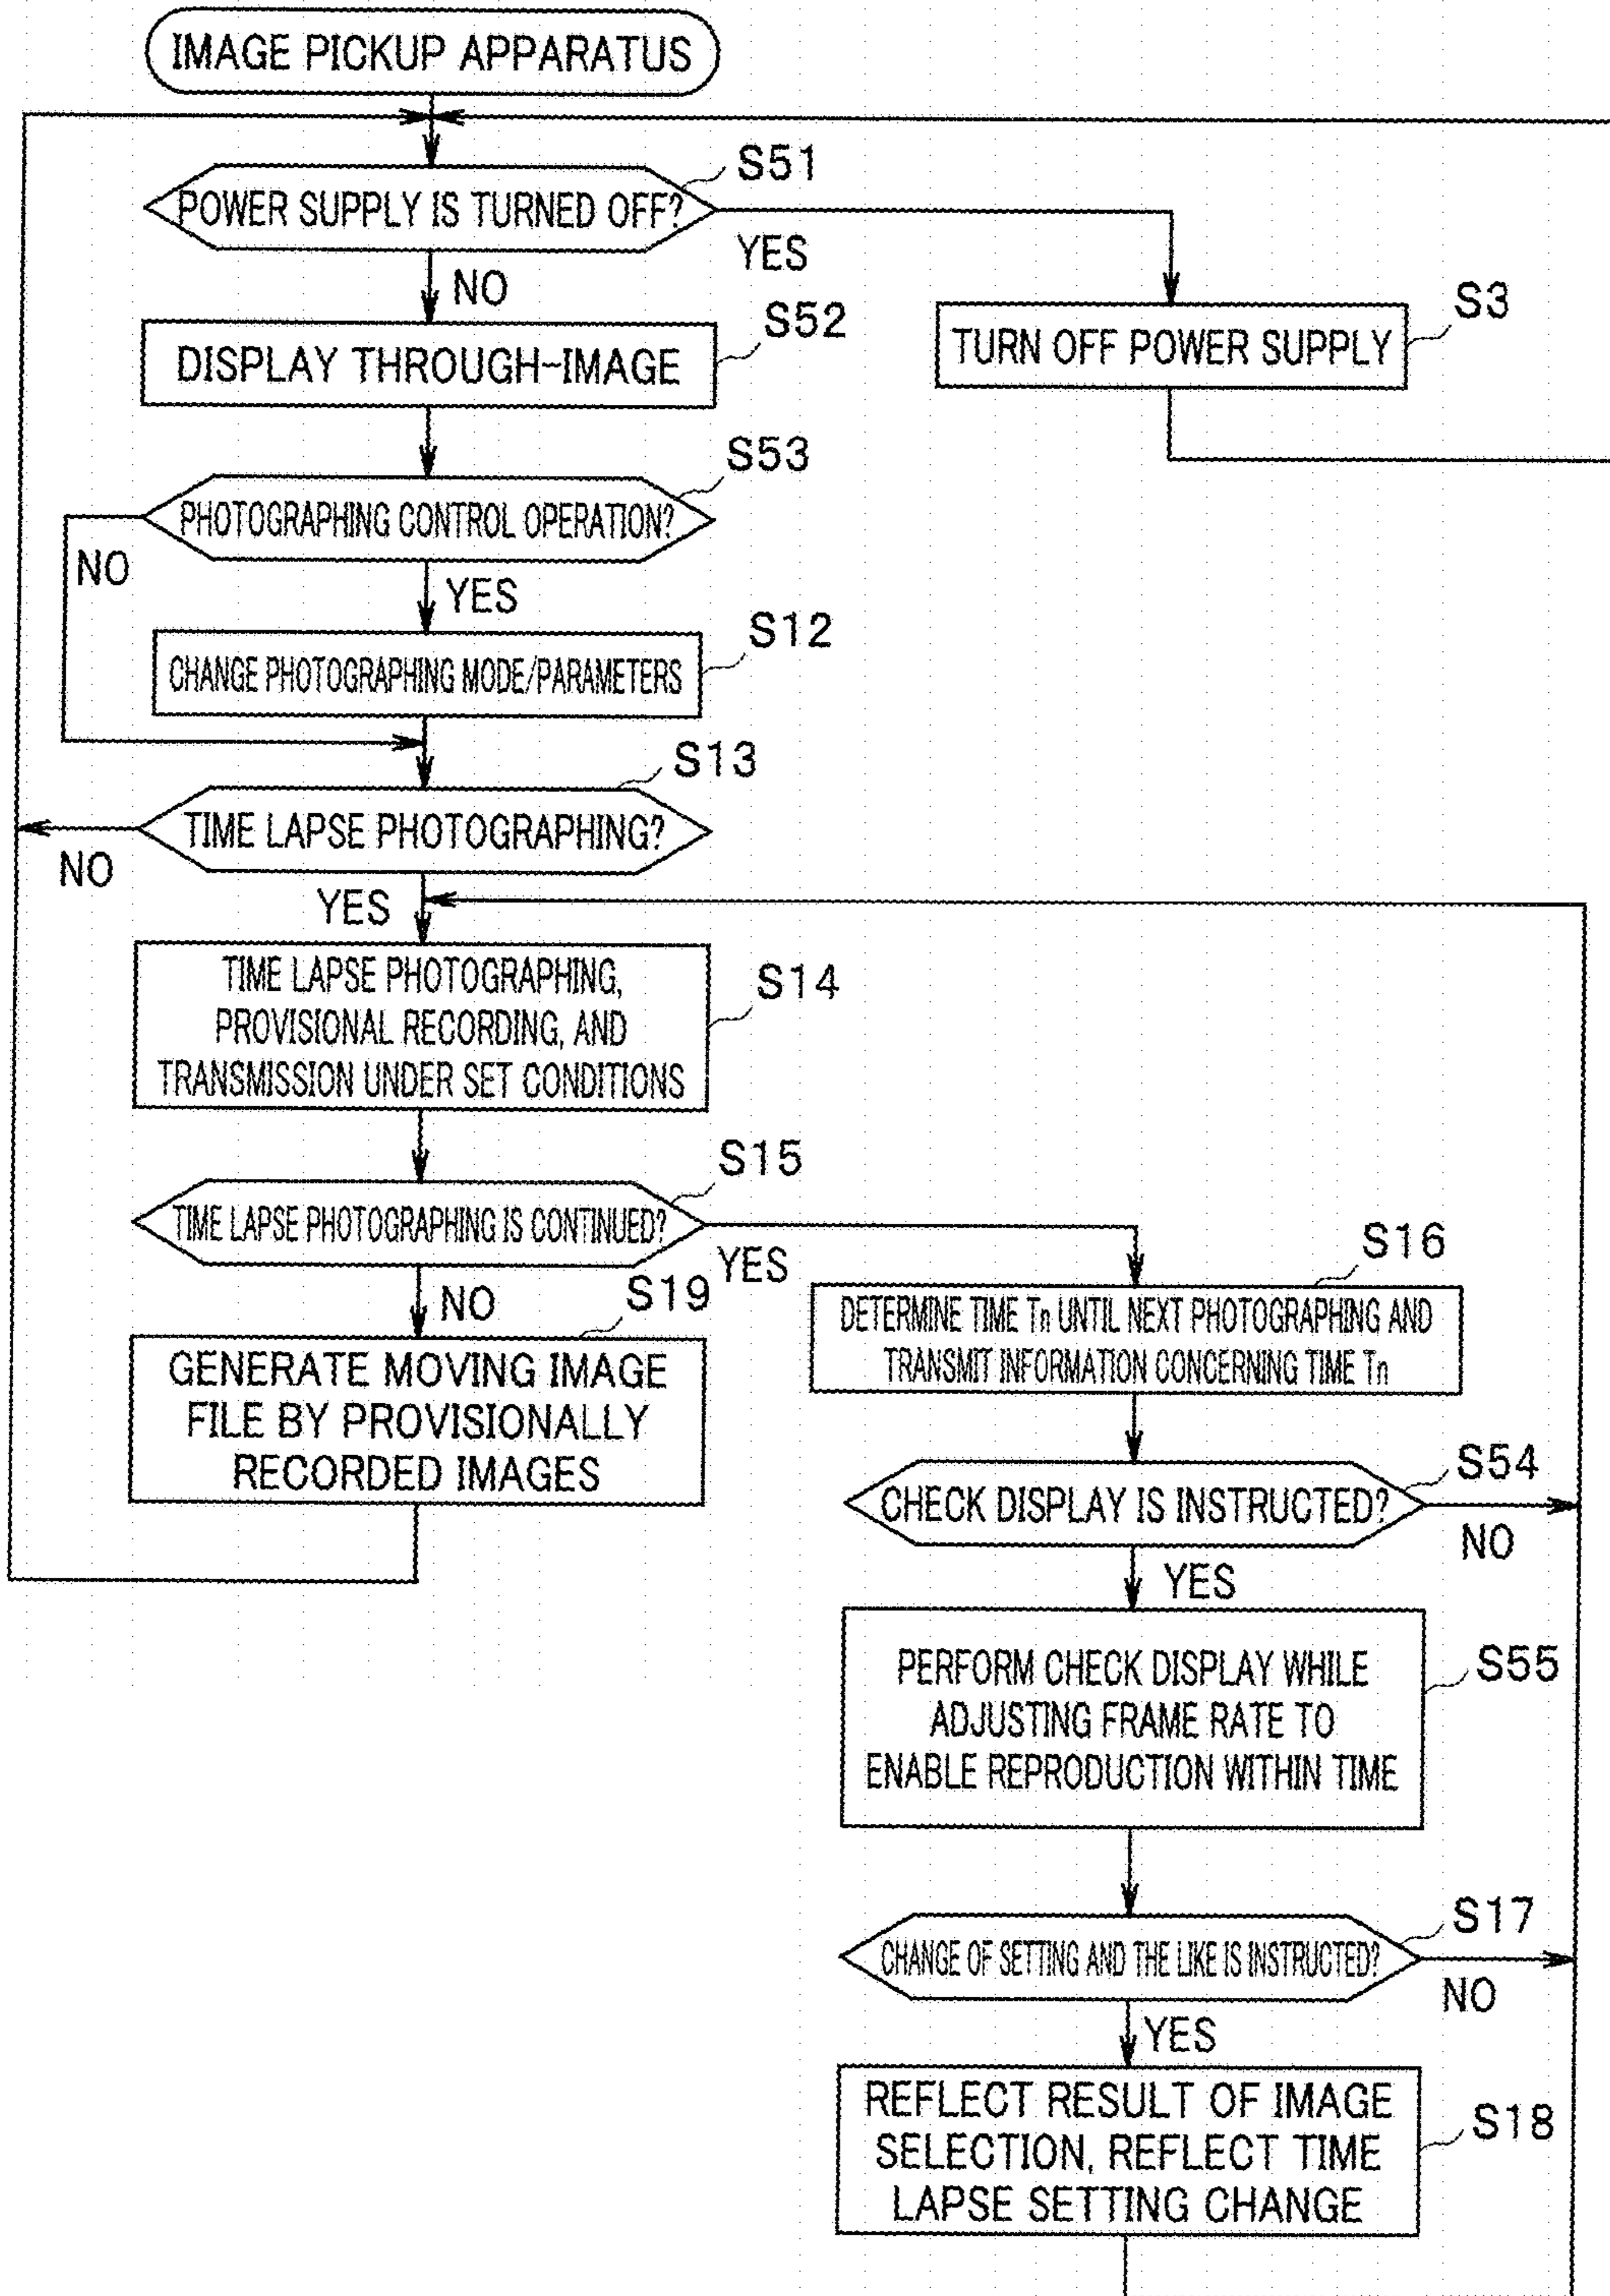 IMAGE PICKUP APPARATUS
S51
POWER SUPPLY IS TURNED OFF?
YES
NO
S52
DISPLAY THROUGH-IMAGE
S3
TURN OFF POWER SUPPLY
S53
PHOTOGRAPHING CONTROL OPERATION?
NO
YES
S12
CHANGE PHOTOGRAPHING MODE/PARAMETERS
S13
TIME LAPSE PHOTOGRAPHING?
NO
YES
TIME LAPSE PHOTOGRAPHING,
PROVISIONAL RECORDING, AND
TRANSMISSION UNDER SET CONDITIONS
S14
S15
TIME LAPSE PHOTOGRAPHING IS CONTINUED?
YES
NO
S19
GENERATE MOVING IMAGE
FILE BY PROVISIONALLY
RECORDED IMAGES
S16
DETERMINE TIME Tn UNTIL NEXT PHOTOGRAPHING AND
TRANSMIT INFORMATION CONCERNING TIME Tn
S54
CHECK DISPLAY IS INSTRUCTED?
NO
YES
PERFORM CHECK DISPLAY WHILE
ADJUSTING FRAME RATE TO
ENABLE REPRODUCTION WITHIN TIME
S55
S17
CHANGE OF SETTING AND THE LIKE IS INSTRUCTED?
NO
YES
REFLECT RESULT OF IMAGE
SELECTION, REFLECT TIME
LAPSE SETTING CHANGE
S18